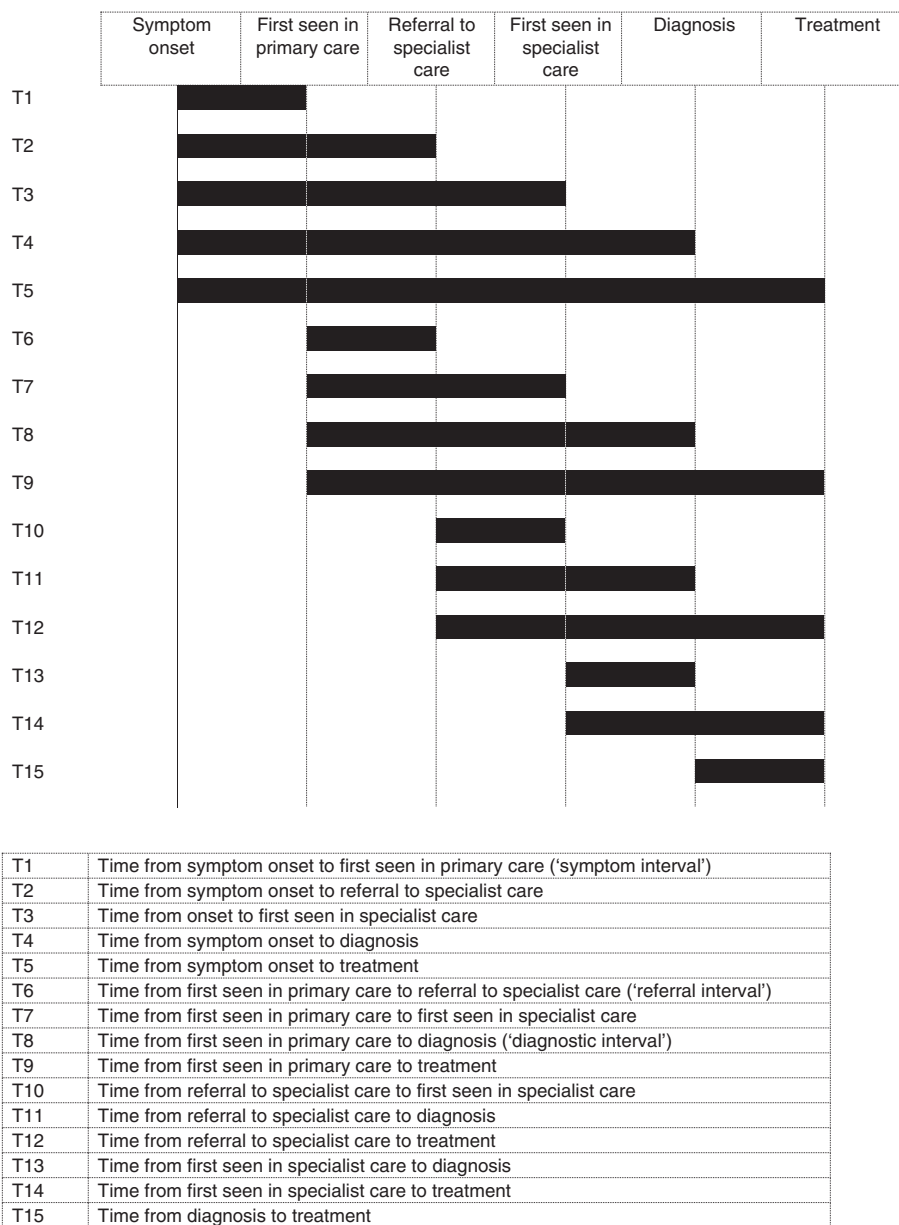 Symptom onset
First seen in primary care
Referral to specialist care
First seen in specialist care
Diagnosis
Treatment
T1
T2
T3
T4
T5
T6
T7
T8
T9
T10
T11
T12
T13
T14
T15
T1 Time from symptom onset to first seen in primary care (‘symptom interval’)
T2 Time from symptom onset to referral to specialist care
T3 Time from onset to first seen in specialist care
T4 Time from symptom onset to diagnosis
T5 Time from symptom onset to treatment
T6 Time from first seen in primary care to referral to specialist care (‘referral interval’)
T7 Time from first seen in primary care to first seen in specialist care
T8 Time from first seen in primary care to diagnosis (‘diagnostic interval’)
T9 Time from first seen in primary care to treatment
T10 Time from referral to specialist care to first seen in specialist care
T11 Time from referral to specialist care to diagnosis
T12 Time from referral to specialist care to treatment
T13 Time from first seen in specialist care to diagnosis
T14 Time from first seen in specialist care to treatment
T15 Time from diagnosis to treatment